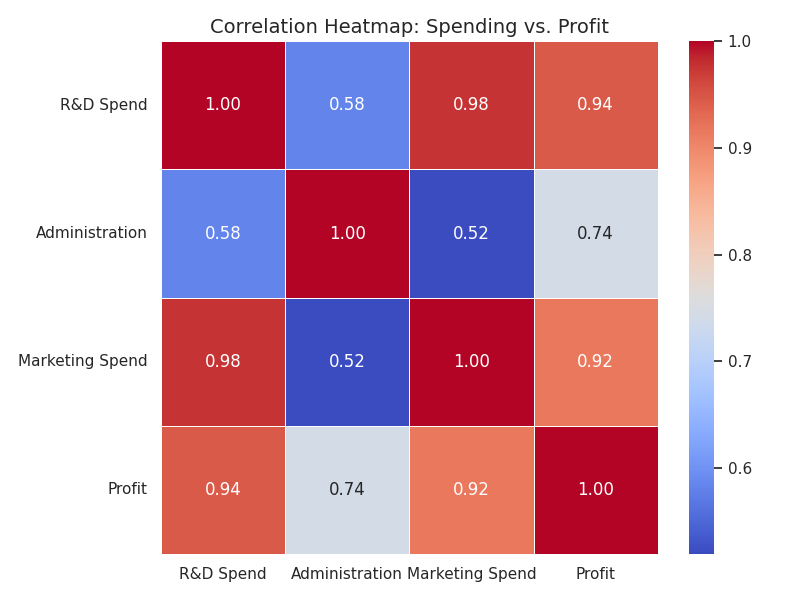 Correlation Heatmap: Spending vs. Profit
1.0
R&D Spend 1.00 0.58 0.98 0.94
0.9
0.8
Administration 0.58 1.00 0.52 0.74
0.7
Marketing Spend 0.98 0.52 1.00 0.92
0.6
Profit 0.94 0.74 0.92 1.00
R&D Spend Administration Marketing Spend Profit